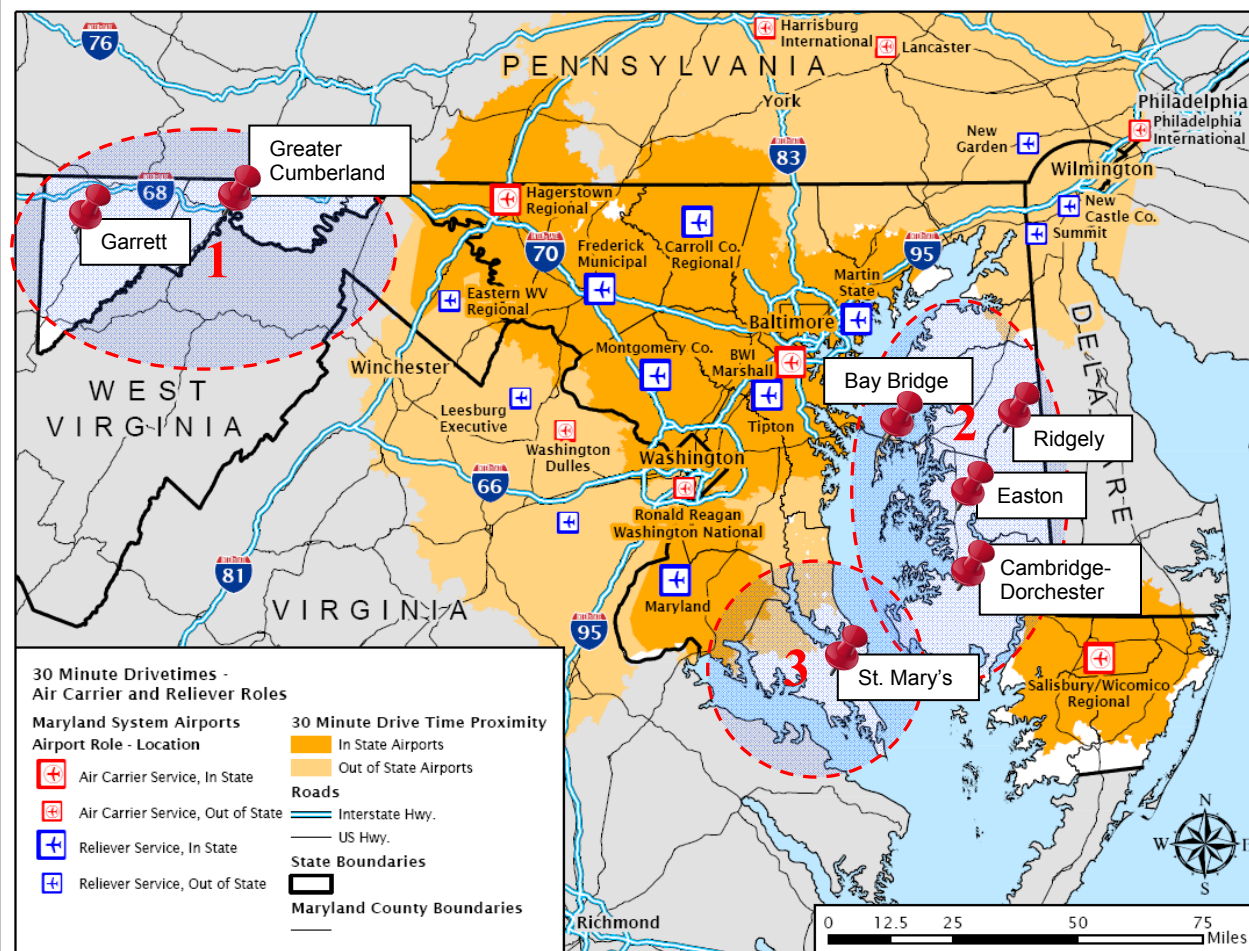 76
Harrisburg
International
Lancaster
PENNSYLVANIA
York
Philadelphia
Philadelphia
International
New
Garden
83
Wilmington
Greater
Cumberland
68
Garrett
1
Hagerstown
Regional
New
Castle Co.
Summit
70
Frederick
Municipal
Carroll Co.
Regional
95
Martin
State
Eastern WV
Regional
Baltimore
DELAWARE
Winchester
Montgomery Co.
BWI
Marshall
Bay Bridge
WEST
VIRGINIA
Leesburg
Executive
Tipton
2
Ridgely
Washington
Dulles
Washington
66
Easton
Ronald Reagan
Washington National
81
Cambridge-
Dorchester
VIRGINIA
Maryland
95
3
St. Mary's
Salisbury/Wicomico
Regional
30 Minute Drivetimes -
Air Carrier and Reliever Roles
Maryland System Airports
Airport Role - Location
Air Carrier Service, In State
Air Carrier Service, Out of State
Reliever Service, In State
Reliever Service, Out of State
30 Minute Drive Time Proximity
In State Airports
Out of State Airports
Roads
Interstate Hwy.
US Hwy.
State Boundaries
Maryland County Boundaries
Richmond
N
W
E
S
0 12.5 25 50 75
Miles